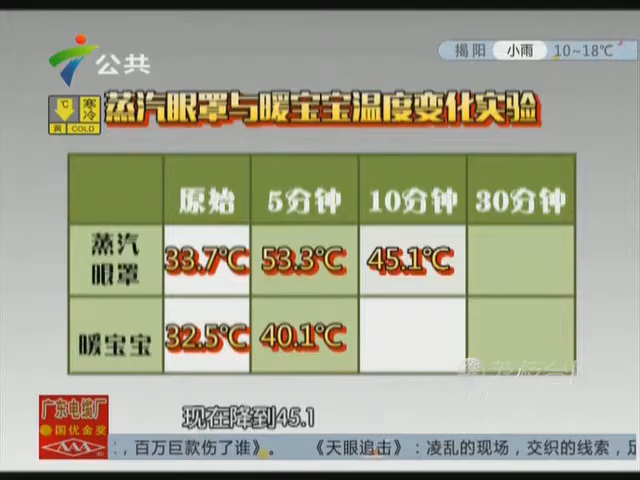 公共
揭阳 小雨 10~18℃
℃ 寒冷
黄 COLD
蒸汽眼罩与暖宝宝温度变化实验
原始 5分钟 10分钟 30分钟
蒸汽眼罩 33.7℃ 53.3℃ 45.1℃
暖宝宝 32.5℃ 40.1℃
荔枝台
广东电缆厂
国优金奖
现在降到45.1
，百万巨款伤了谁》。 《天眼追击》：凌乱的现场，交织的线索，